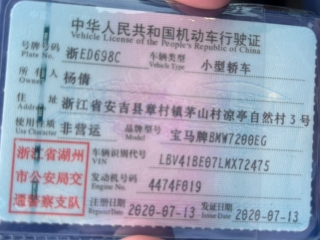 中华人民共和国机动车行驶证
Vehicle License of the People's Republic of China
号牌号码 浙ED698C 车辆类型 小型轿车
Plate No. Vehicle Type
所有人 杨倩
Owner
住址 浙江省安吉县章村镇茅山村凉亭自然村3号
Address
使用性质 非营运 品牌型号 宝马牌BMW7200EG
Use Character Model
浙江省湖州
市公安局交
通警察支队
车辆识别代号 LBV41BE07LMX72475
VIN
发动机号码 4474F019
Engine No.
注册日期 2020-07-13 发证日期 2020-07-13
Register Date Issue Date